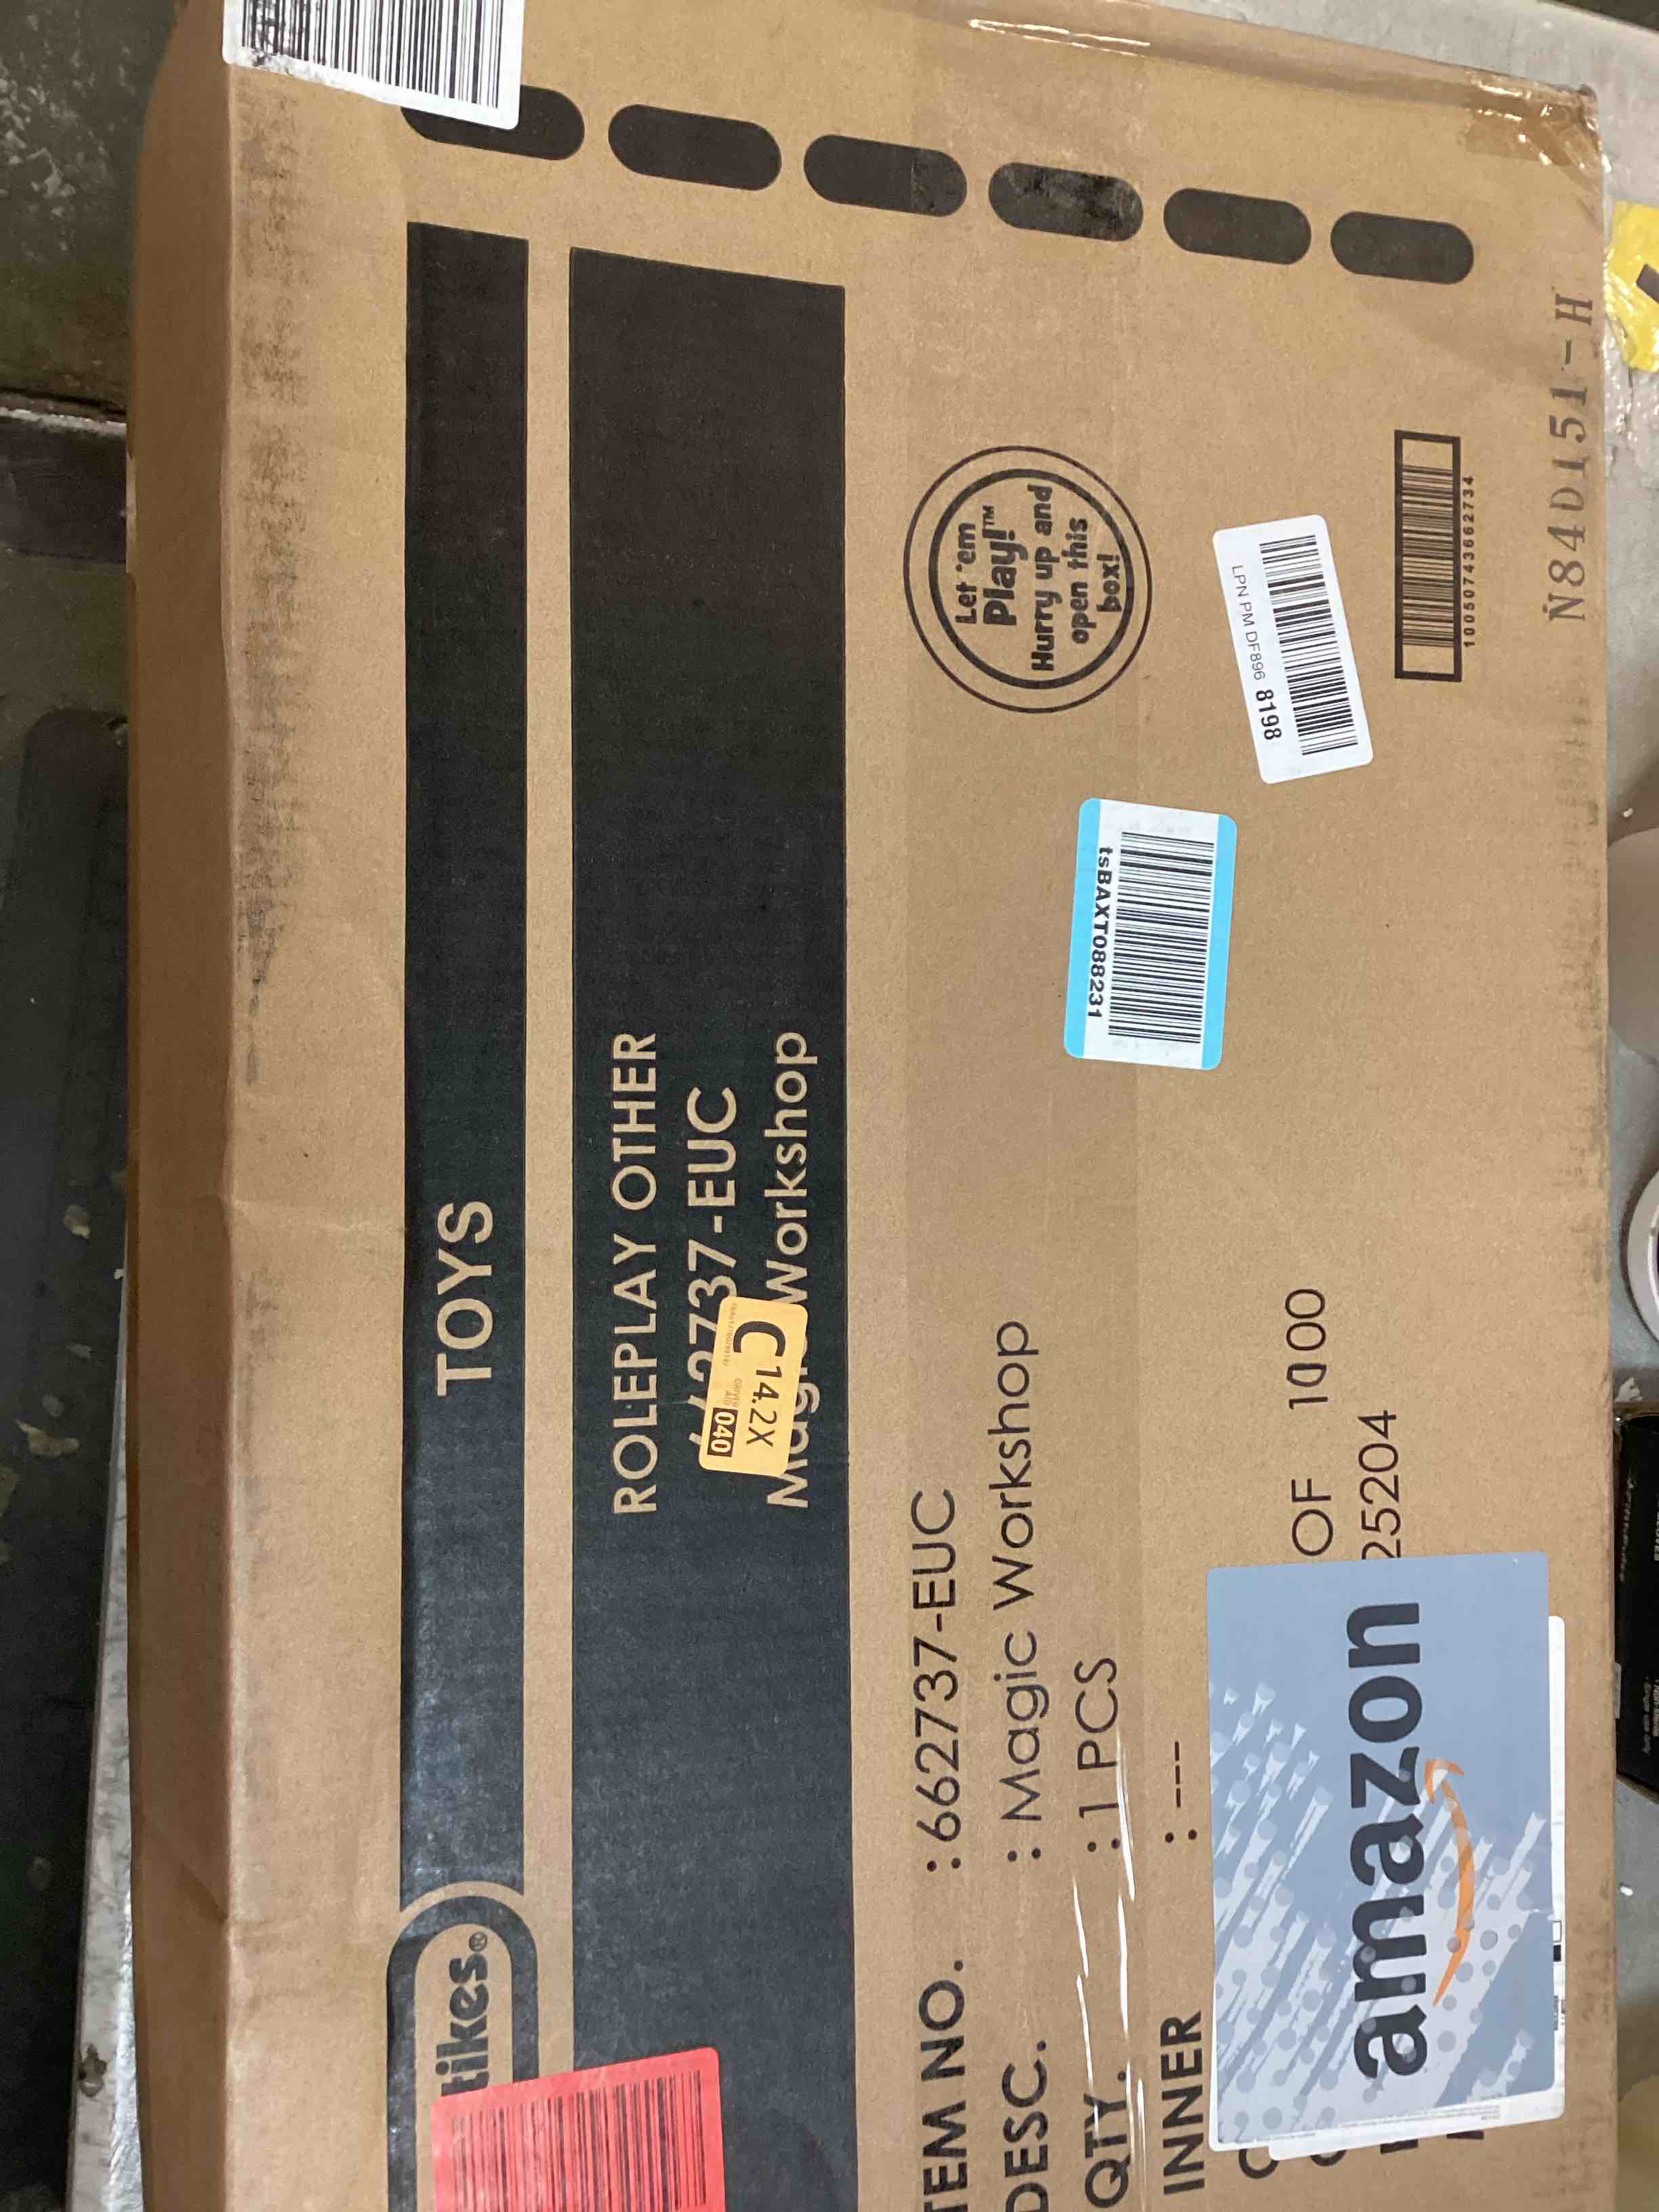 tikes®
TOYS
ROLEPLAY OTHER
-EUC
Workshop
C
14.2X
040
TEM NO. : 662737-EUC
DESC. : Magic Workshop
QTY. : 1 PCS
INNER : ---
OF 1000
25204
amazon
Let 'em
Play!™
Hurry up and
open this
box!
tsBAXT088231
LPN PM DF896 8198
10050743662734
N84D151-H